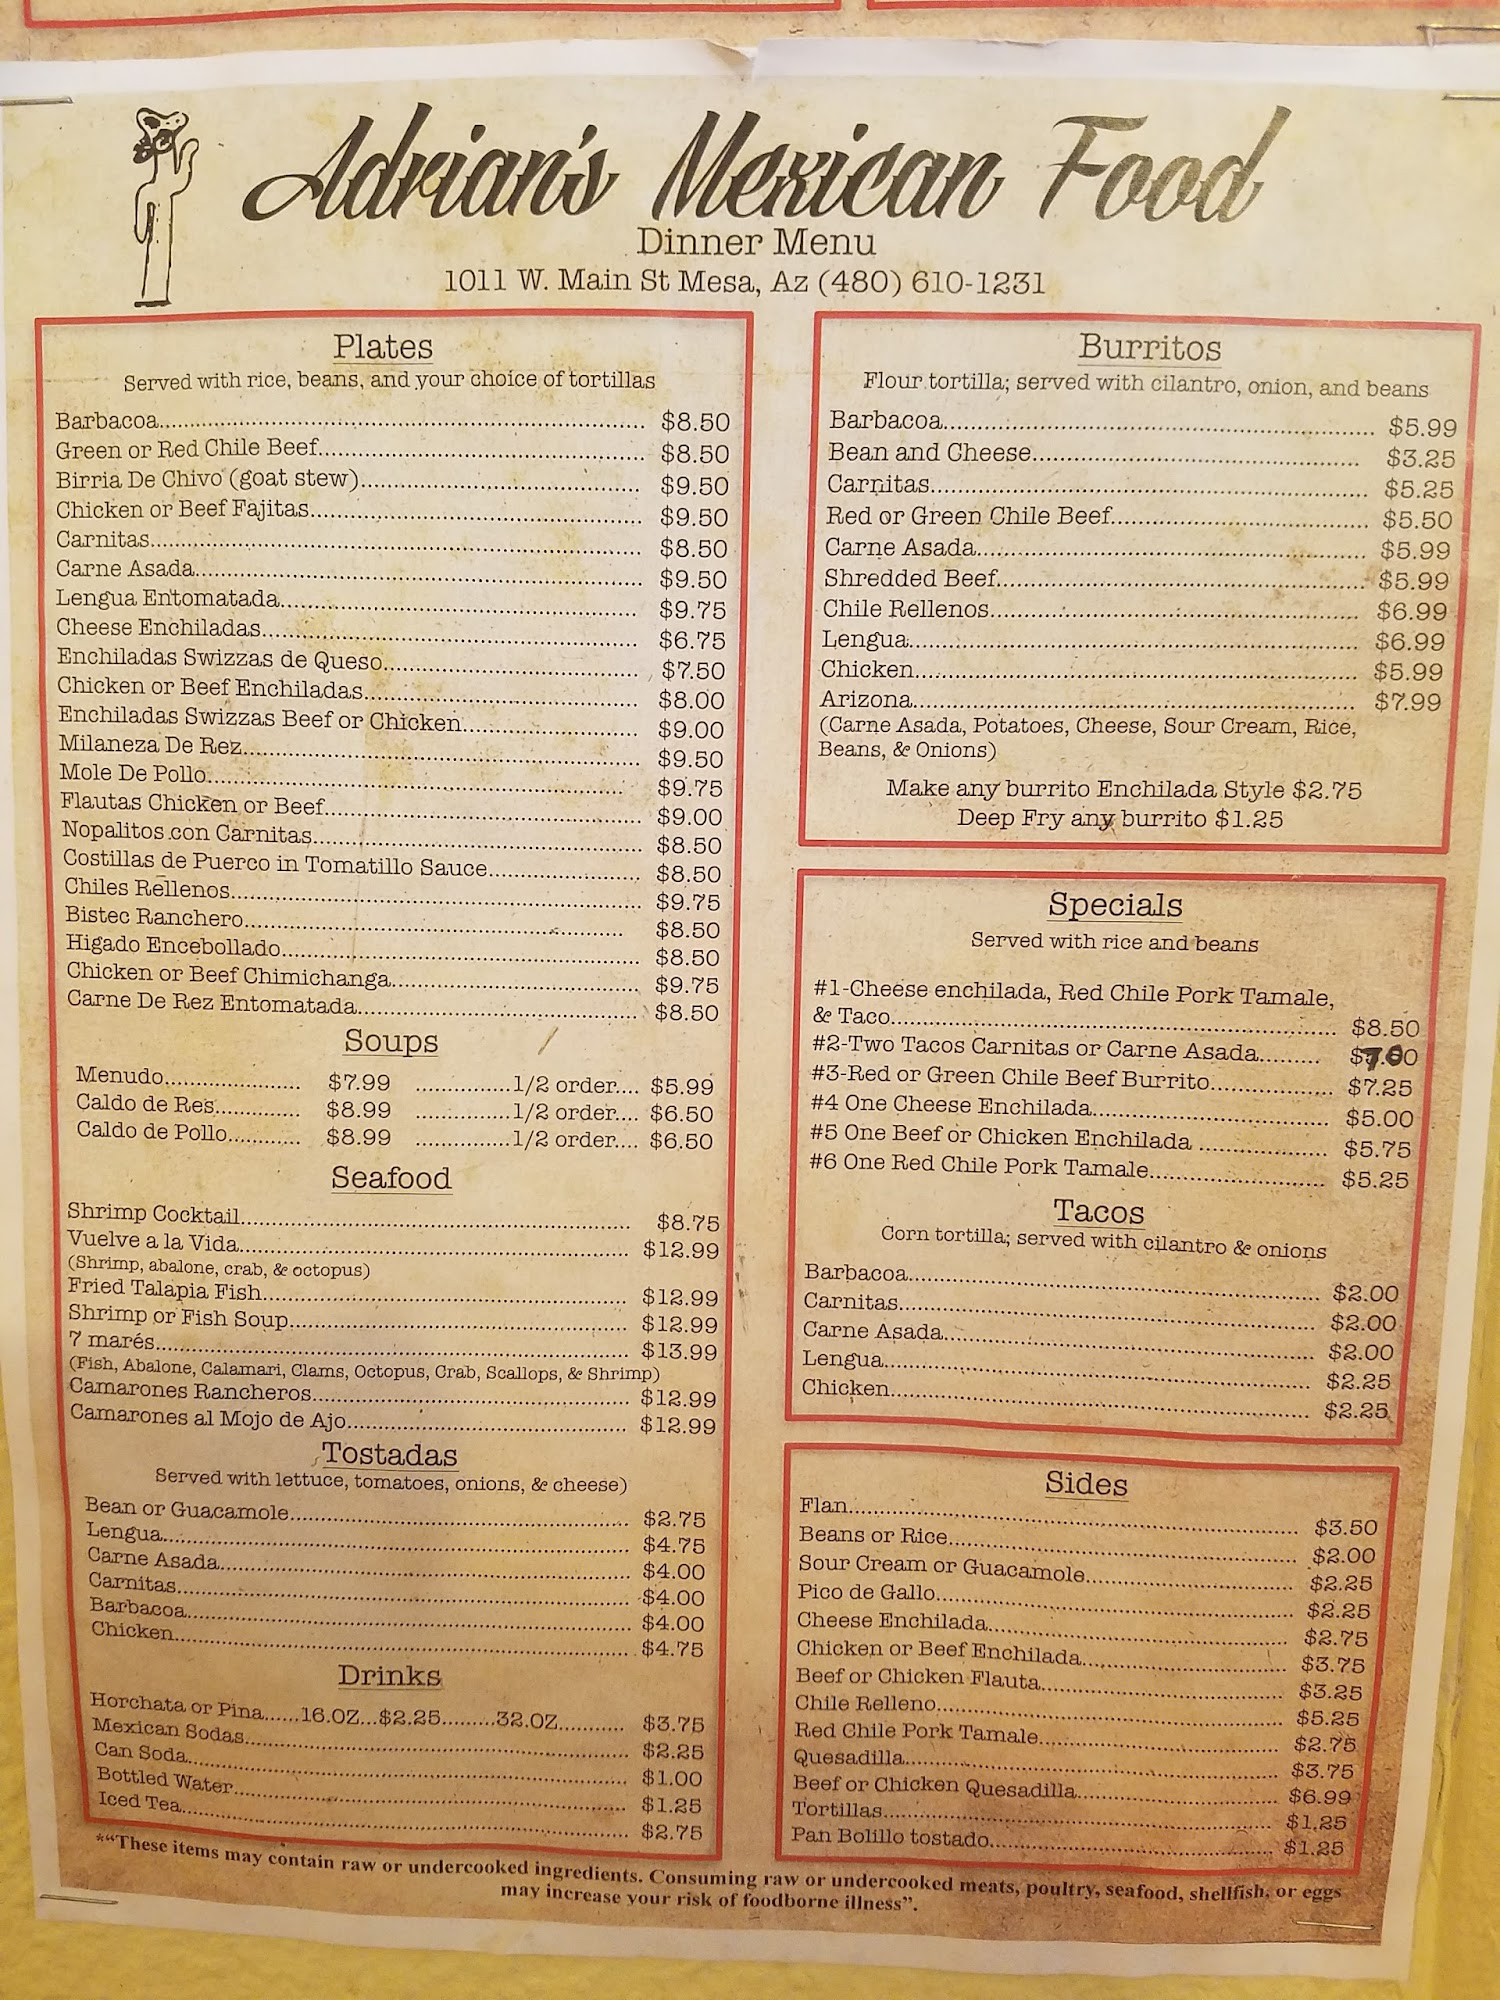 Adrian's Mexican Food
Dinner Menu
1011 W. Main St Mesa, Az (480) 610-1231
Plates
Served with rice, beans, and your choice of tortillas
Barbacoa $8.50
Green or Red Chile Beef $8.50
Birria De Chivo (goat stew) $9.50
Chicken or Beef Fajitas $9.50
Carnitas $8.50
Carne Asada $9.50
Lengua Entomatada $9.75
Cheese Enchiladas $6.75
Enchiladas Swizzas de Queso $7.50
Chicken or Beef Enchiladas $8.00
Enchiladas Swizzas Beef or Chicken $9.00
Milaneza De Rez $9.50
Mole De Pollo $9.75
Flautas Chicken or Beef $9.00
Nopalitos con Carnitas $8.50
Costillas de Puerco in Tomatillo Sauce $8.50
Chiles Rellenos $9.75
Bistec Ranchero $8.50
Higado Encebollado $8.50
Chicken or Beef Chimichanga $9.75
Carne De Rez Entomatada $8.50
Soups
Menudo $7.99 1/2 order $5.99
Caldo de Res $8.99 1/2 order $6.50
Caldo de Pollo $8.99 1/2 order $6.50
Seafood
Shrimp Cocktail $8.75
Vuelve a la Vida $12.99
(Shrimp, abalone, crab, & octopus)
Fried Talapia Fish $12.99
Shrimp or Fish Soup $12.99
7 marés $13.99
(Fish, Abalone, Calamari, Clams, Octopus, Crab, Scallops, & Shrimp)
Camarones Rancheros $12.99
Camarones al Mojo de Ajo $12.99
Tostadas
Served with lettuce, tomatoes, onions, & cheese)
Bean or Guacamole $2.75
Lengua $4.75
Carne Asada $4.00
Carnitas $4.00
Barbacoa $4.00
Chicken $4.75
Drinks
Horchata or Pina 16.OZ $2.25 32.OZ $3.75
Mexican Sodas $2.25
Can Soda $1.00
Bottled Water $1.25
Iced Tea $2.75
Burritos
Flour tortilla; served with cilantro, onion, and beans
Barbacoa $5.99
Bean and Cheese $3.25
Carnitas $5.25
Red or Green Chile Beef $5.50
Carne Asada $5.99
Shredded Beef $5.99
Chile Rellenos $6.99
Lengua $6.99
Chicken $5.99
Arizona $7.99
(Carne Asada, Potatoes, Cheese, Sour Cream, Rice,
Beans, & Onions)
Make any burrito Enchilada Style $2.75
Deep Fry any burrito $1.25
Specials
Served with rice and beans
#1-Cheese enchilada, Red Chile Pork Tamale,
& Taco $8.50
#2-Two Tacos Carnitas or Carne Asada $7.00
#3-Red or Green Chile Beef Burrito $7.25
#4 One Cheese Enchilada $5.00
#5 One Beef or Chicken Enchilada $5.75
#6 One Red Chile Pork Tamale $5.25
Tacos
Corn tortilla; served with cilantro & onions
Barbacoa $2.00
Carnitas $2.00
Carne Asada $2.00
Lengua $2.25
Chicken $2.25
Sides
Flan $3.50
Beans or Rice $2.00
Sour Cream or Guacamole $2.25
Pico de Gallo $2.25
Cheese Enchilada $2.75
Chicken or Beef Enchilada $3.75
Beef or Chicken Flauta $3.25
Chile Relleno $5.25
Red Chile Pork Tamale $2.75
Quesadilla $3.75
Beef or Chicken Quesadilla $6.99
Tortillas $1.25
Pan Bolillo tostado $1.25
*"These items may contain raw or undercooked ingredients. Consuming raw or undercooked meats, poultry, seafood, shellfish, or eggs
may increase your risk of foodborne illness".